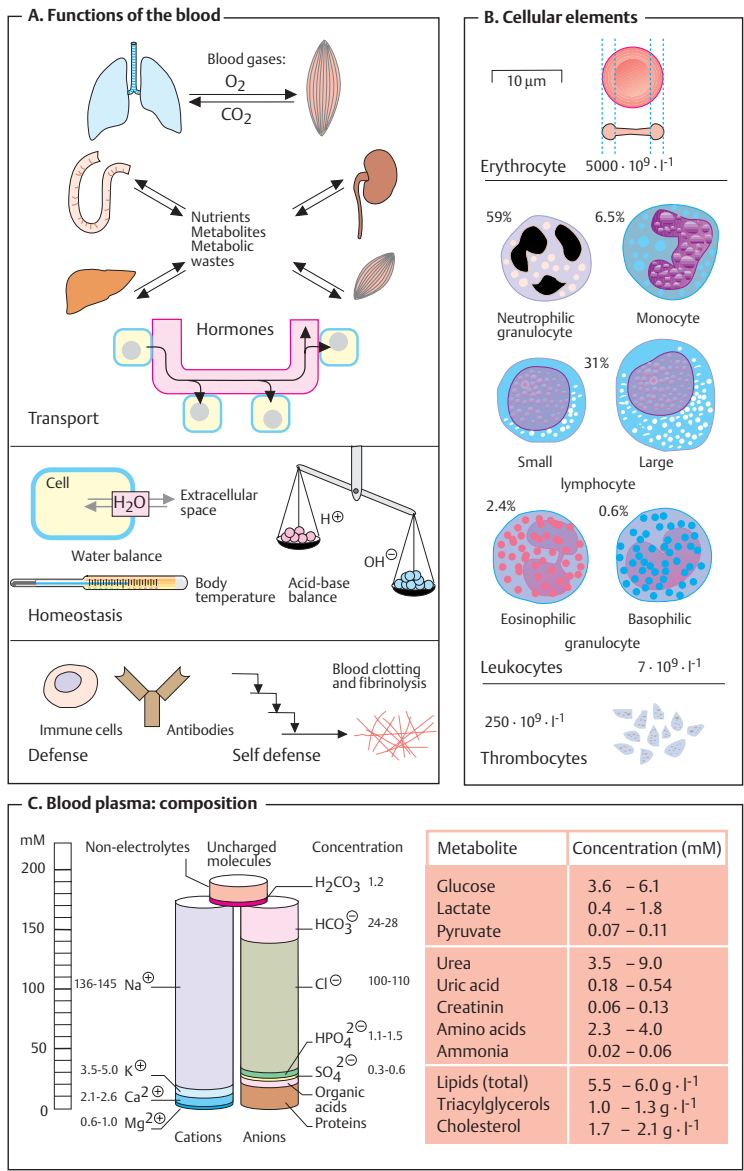 A. Functions of the blood
Blood gases:
O2
CO2
Nutrients
Metabolites
Metabolic
wastes
Hormones
Transport
Cell
H2O
Extracellular
space
Water balance
H⊕
OH⊖
Body
temperature
Acid-base
balance
Homeostasis
Immune cells
Antibodies
Blood clotting
and fibrinolysis
Defense
Self defense
B. Cellular elements
10 µm
Erythrocyte 5000 · 10^9 · l^-1
59%
6.5%
Neutrophilic
granulocyte
Monocyte
31%
Small
Large
lymphocyte
2.4%
0.6%
Eosinophilic
Basophilic
granulocyte
Leukocytes 7 · 10^9 · l^-1
250 · 10^9 · l^-1
Thrombocytes
C. Blood plasma: composition
mM
200
150
100
50
0
Non-electrolytes
Uncharged
molecules
Concentration
H2CO3 1.2
HCO3⊖ 24-28
136-145 Na⊕
Cl⊖ 100-110
HPO4 2⊖ 1.1-1.5
3.5-5.0 K⊕
SO4 2⊖ 0.3-0.6
2.1-2.6 Ca2⊕
Organic
acids
0.6-1.0 Mg2⊕
Proteins
Cations
Anions
Metabolite Concentration (mM)
Glucose 3.6 – 6.1
Lactate 0.4 – 1.8
Pyruvate 0.07 – 0.11
Urea 3.5 – 9.0
Uric acid 0.18 – 0.54
Creatinin 0.06 – 0.13
Amino acids 2.3 – 4.0
Ammonia 0.02 – 0.06
Lipids (total) 5.5 – 6.0 g · l^-1
Triacylglycerols 1.0 – 1.3 g · l^-1
Cholesterol 1.7 – 2.1 g · l^-1